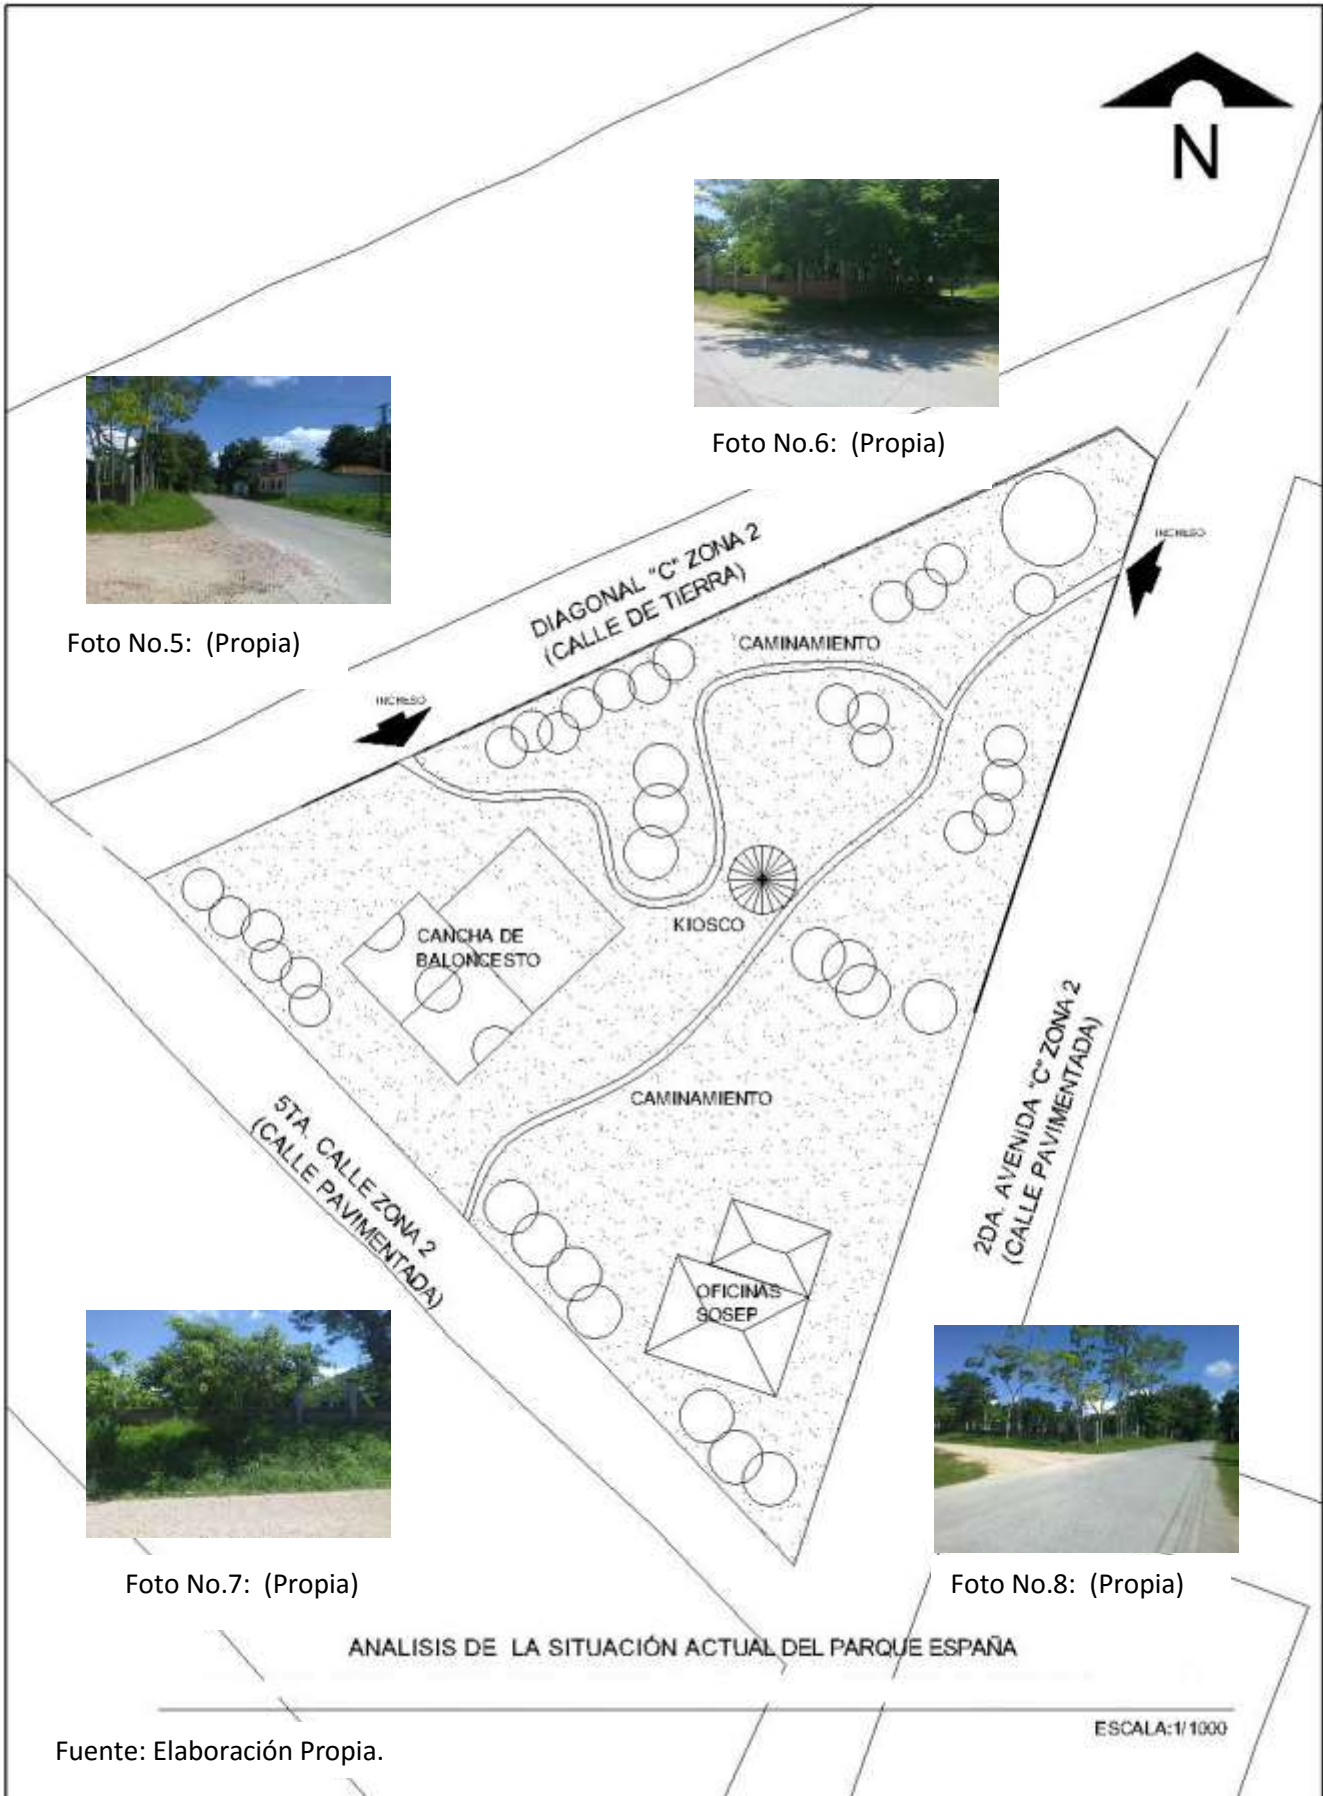 N
Foto No.6: (Propia)
Foto No.5: (Propia)
DIAGONAL "C" ZONA 2
(CALLE DE TIERRA)
INCRESO
CAMINAMIENTO
INCRESO
CANCHA DE
BALONCESTO
KIOSCO
CAMINAMIENTO
5TA. CALLE ZONA 2
(CALLE PAVIMENTADA)
2DA. AVENIDA "C" ZONA 2
(CALLE PAVIMENTADA)
OFICINAS
SOSEP
Foto No.7: (Propia)
Foto No.8: (Propia)
ANALISIS DE LA SITUACIÓN ACTUAL DEL PARQUE ESPAÑA
ESCALA:1/1000
Fuente: Elaboración Propia.